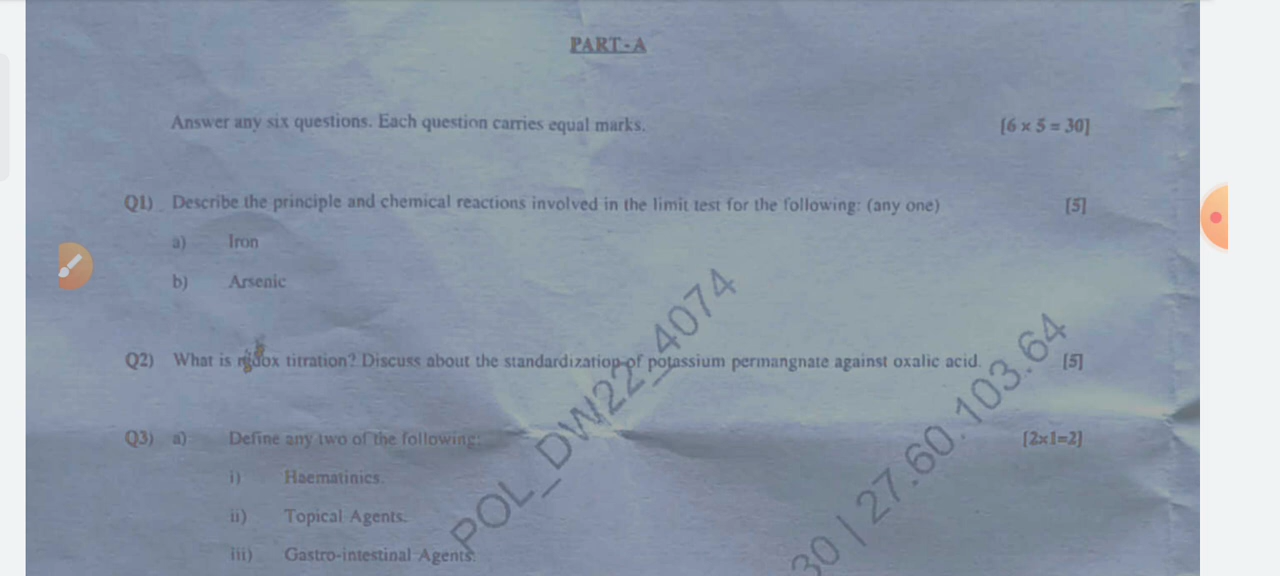 PART-A
Answer any six questions. Each question carries equal marks. [6 × 5 = 30]
Q1) Describe the principle and chemical reactions involved in the limit test for the following: (any one) [5]
a) Iron
b) Arsenic
Q2) What is redox titration? Discuss about the standardization of potassium permangnate against oxalic acid. [5]
Q3) a) Define any two of the following: [2×1=2]
i) Haematinics.
ii) Topical Agents.
iii) Gastro-intestinal Agents.
POL_DW22_4074
30 | 27.60.103.64